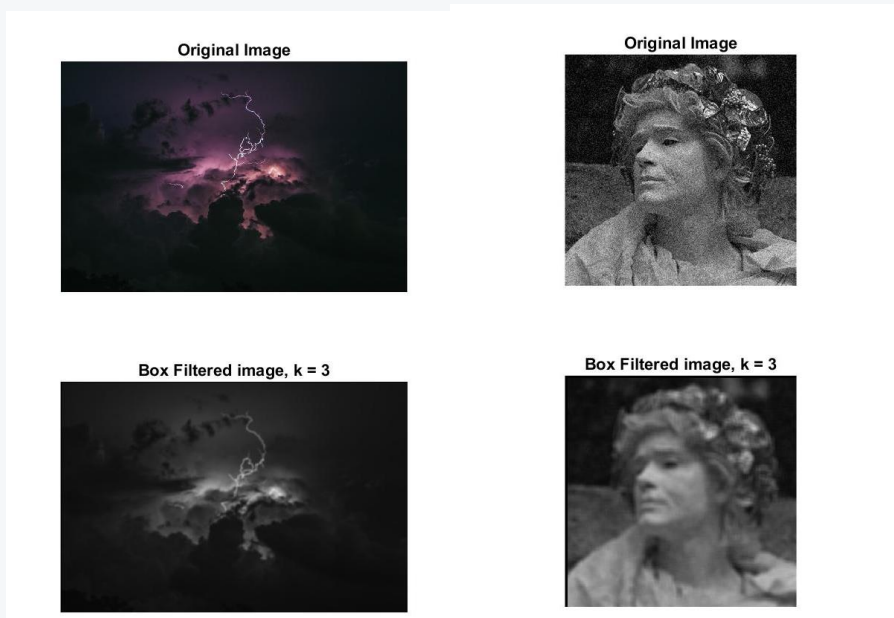 Original Image
Original Image
Box Filtered image, k = 3
Box Filtered image, k = 3